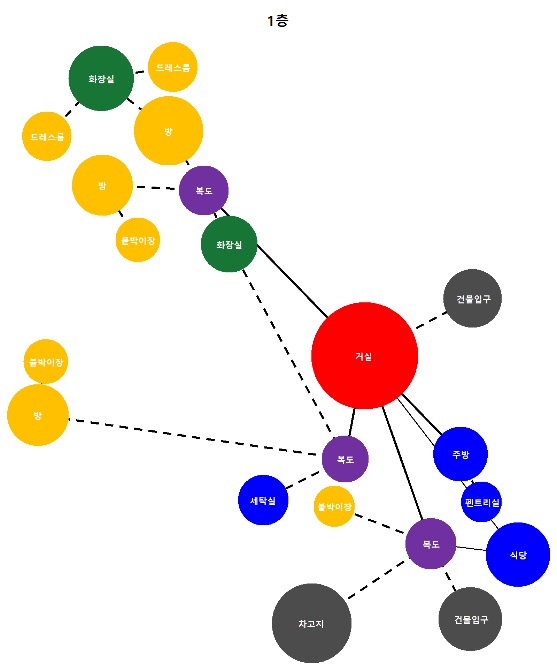 1층
드레스룸
화장실
방
드레스룸
방
복도
붙박이장
화장실
건물입구
거실
붙박이장
방
주방
복도
세탁실
붙박이장
펜트리실
복도
식당
건물입구
차고지